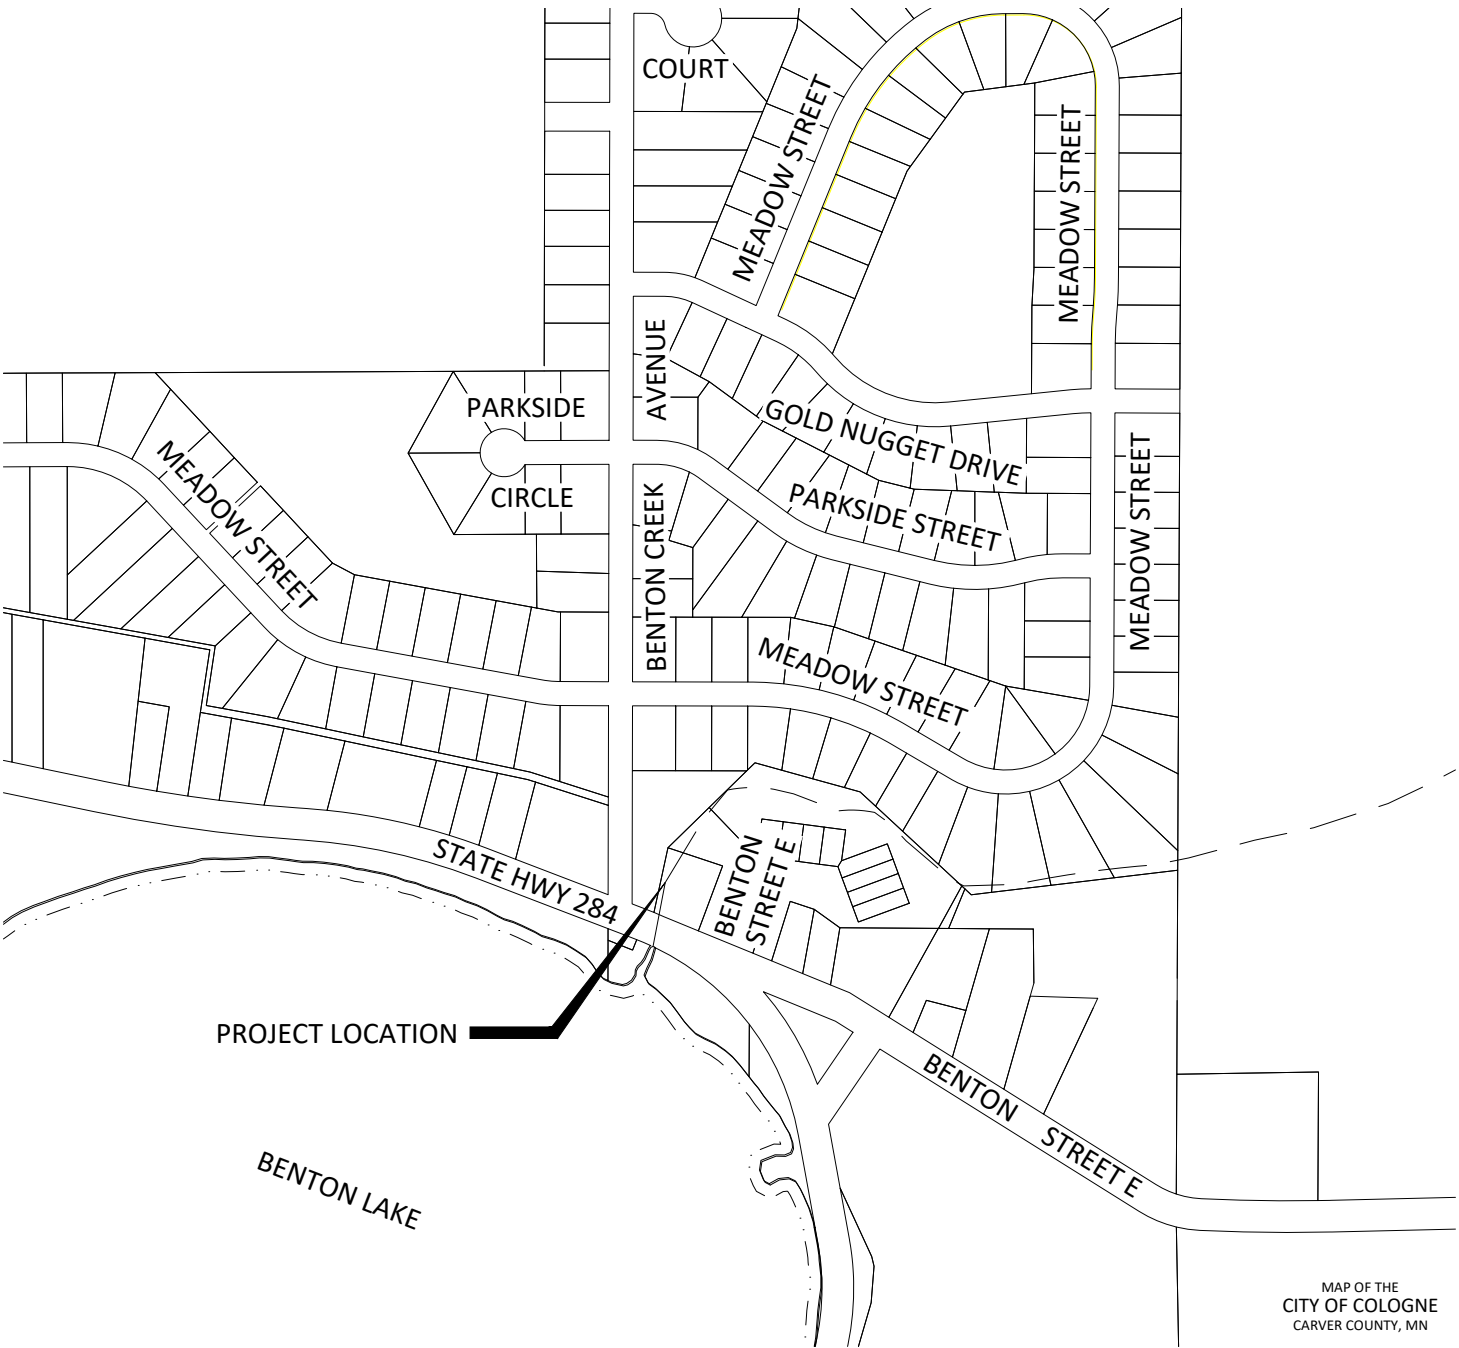 COURT
MEADOW STREET
MEADOW STREET
AVENUE
PARKSIDE
CIRCLE
GOLD NUGGET DRIVE
PARKSIDE STREET
MEADOW STREET
MEADOW STREET
BENTON CREEK
MEADOW STREET
STATE HWY 284
BENTON
STREET E
PROJECT LOCATION
BENTON STREET E
BENTON LAKE
MAP OF THE
CITY OF COLOGNE
CARVER COUNTY, MN